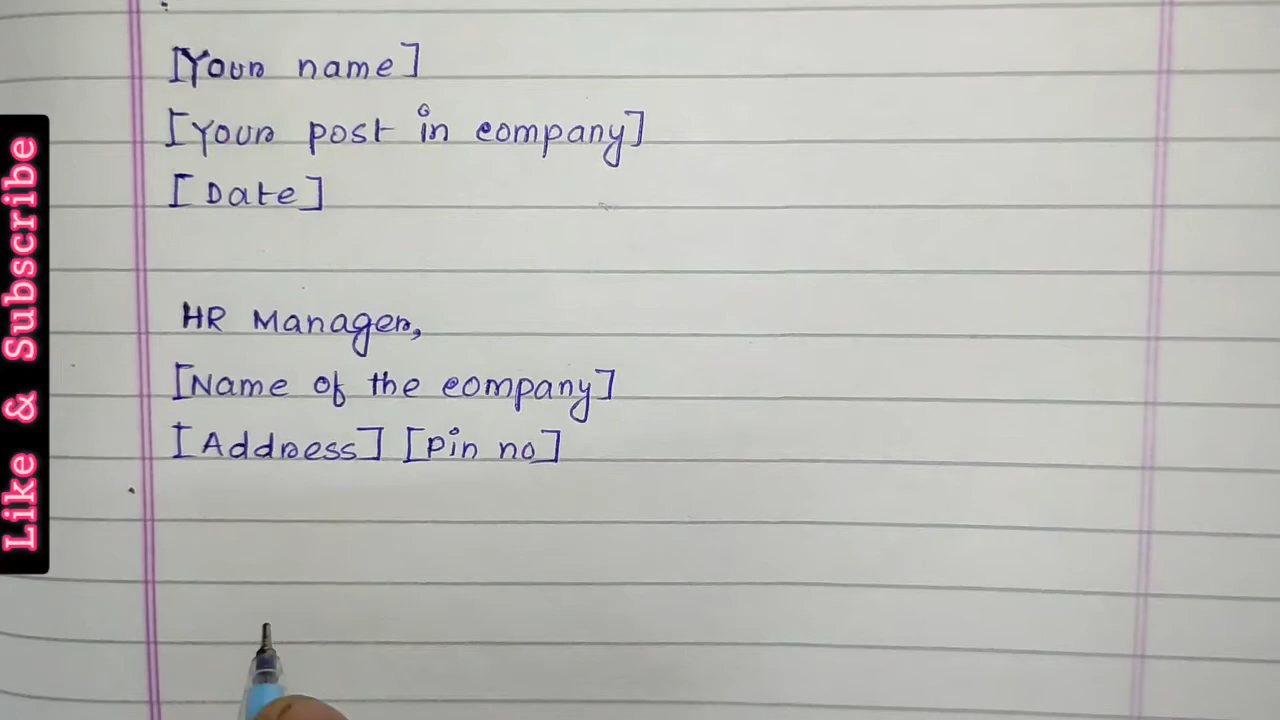 [Your name]
[Your post in company]
[Date]
HR Manager,
[Name of the company]
[Address] [Pin no]
Like & Subscribe